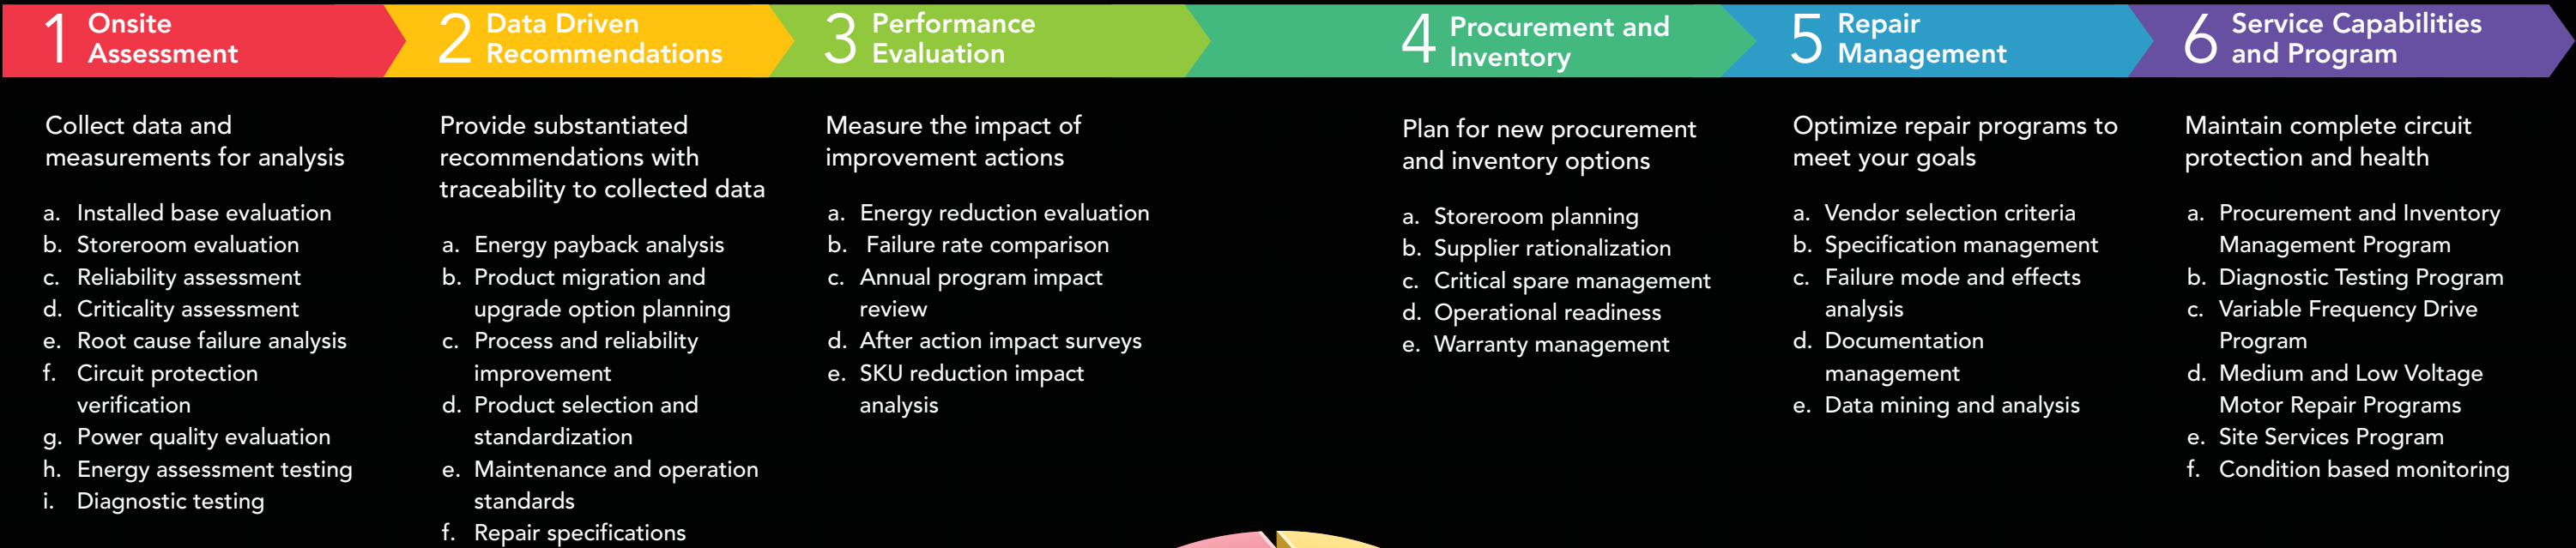 1 Onsite
Assessment
Collect data and
measurements for analysis
a. Installed base evaluation
b. Storeroom evaluation
c. Reliability assessment
d. Criticality assessment
e. Root cause failure analysis
f. Circuit protection
verification
g. Power quality evaluation
h. Energy assessment testing
i. Diagnostic testing
2 Data Driven
Recommendations
Provide substantiated
recommendations with
traceability to collected data
a. Energy payback analysis
b. Product migration and
upgrade option planning
c. Process and reliability
improvement
d. Product selection and
standardization
e. Maintenance and operation
standards
f. Repair specifications
3 Performance
Evaluation
Measure the impact of
improvement actions
a. Energy reduction evaluation
b. Failure rate comparison
c. Annual program impact
review
d. After action impact surveys
e. SKU reduction impact
analysis
4 Procurement and
Inventory
Plan for new procurement
and inventory options
a. Storeroom planning
b. Supplier rationalization
c. Critical spare management
d. Operational readiness
e. Warranty management
5 Repair
Management
Optimize repair programs to
meet your goals
a. Vendor selection criteria
b. Specification management
c. Failure mode and effects
analysis
d. Documentation
management
e. Data mining and analysis
6 Service Capabilities
and Program
Maintain complete circuit
protection and health
a. Procurement and Inventory
Management Program
b. Diagnostic Testing Program
c. Variable Frequency Drive
Program
d. Medium and Low Voltage
Motor Repair Programs
e. Site Services Program
f. Condition based monitoring